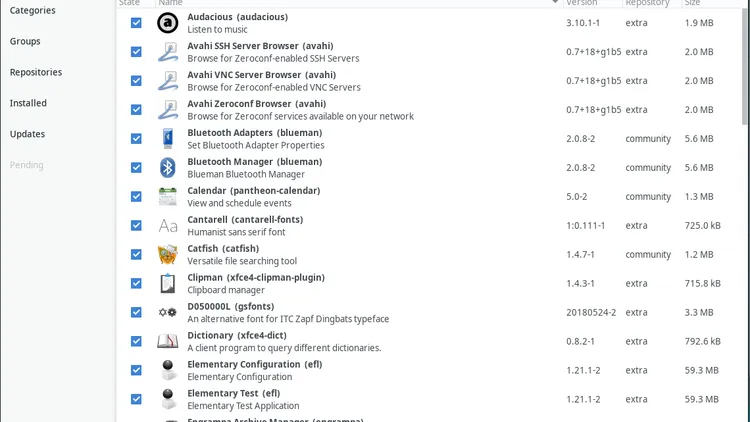 Categories
Groups
Repositories
Installed
Updates
Pending
State Name Version Repository Size
Audacious (audacious) 3.10.1-1 extra 1.9 MB
Listen to music
Avahi SSH Server Browser (avahi) 0.7+18+g1b5 extra 2.0 MB
Browse for Zeroconf-enabled SSH Servers
Avahi VNC Server Browser (avahi) 0.7+18+g1b5 extra 2.0 MB
Browse for Zeroconf-enabled VNC Servers
Avahi Zeroconf Browser (avahi) 0.7+18+g1b5 extra 2.0 MB
Browse for Zeroconf services available on your network
Bluetooth Adapters (blueman) 2.0.8-2 community 5.6 MB
Set Bluetooth Adapter Properties
Bluetooth Manager (blueman) 2.0.8-2 community 5.6 MB
Blueman Bluetooth Manager
Calendar (pantheon-calendar) 5.0-2 community 1.3 MB
View and schedule events
Cantarell (cantarell-fonts) 1:0.111-1 extra 725.0 kB
Humanist sans serif font
Catfish (catfish) 1.4.7-1 community 1.2 MB
Versatile file searching tool
Clipman (xfce4-clipman-plugin) 1.4.3-1 extra 715.8 kB
Clipboard manager
D050000L (gsfonts) 20180524-2 extra 3.3 MB
An alternative font for ITC Zapf Dingbats typeface
Dictionary (xfce4-dict) 0.8.2-1 extra 792.6 kB
A client program to query different dictionaries.
Elementary Configuration (efl) 1.21.1-2 extra 59.3 MB
Elementary Configuration
Elementary Test (efl) 1.21.1-2 extra 59.3 MB
Elementary Test Application
Engrampa Archive Manager (engrampa)